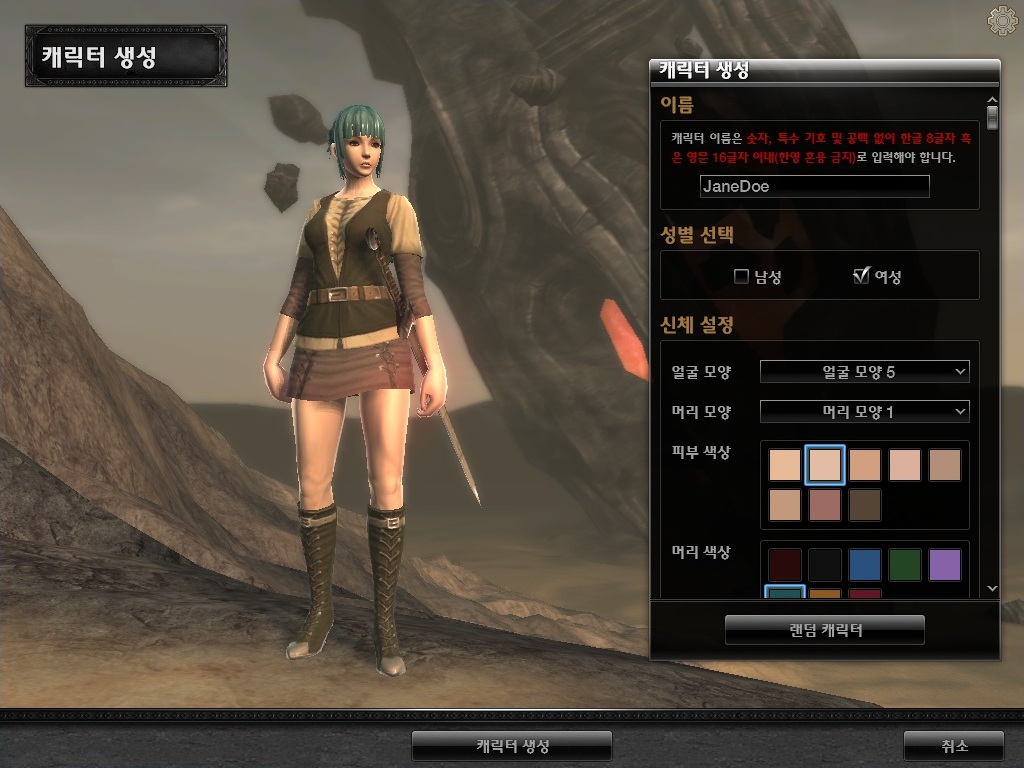 캐릭터 생성
캐릭터 생성
이름
캐릭터 이름은 숫자, 특수 기호 및 공백 없이 한글 8글자 혹
은 영문 16글자 이내(한영 혼용 금지)로 입력해야 합니다.
JaneDoe
성별 선택
남성 여성
신체 설정
얼굴 모양 얼굴 모양 5
머리 모양 머리 모양 1
피부 색상
머리 색상
랜덤 캐릭터
캐릭터 생성 취소